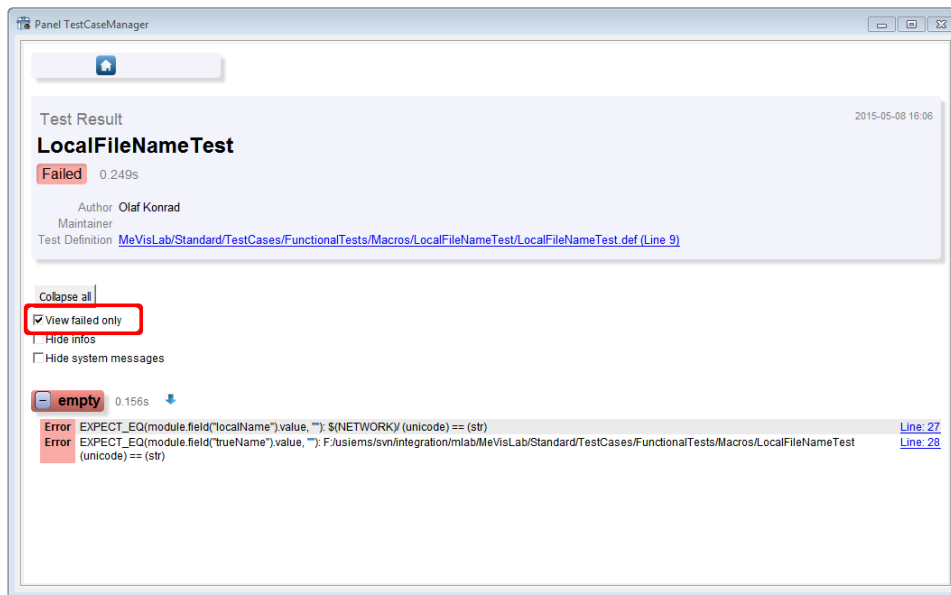 Panel TestCaseManager
Test Result
2015-05-08 16:06
LocalFileNameTest
Failed 0.249s
Author Olaf Konrad
Maintainer
Test Definition MeVisLab/Standard/TestCases/FunctionalTests/Macros/LocalFileNameTest/LocalFileNameTest.def (Line 9)
Collapse all
View failed only
Hide infos
Hide system messages
empty 0.156s
Error EXPECT_EQ(module.field("localName").value, ""): $(NETWORK)/ (unicode) == (str) Line: 27
Error EXPECT_EQ(module.field("trueName").value, ""): F:/usiems/svn/integration/mlab/MeVisLab/Standard/TestCases/FunctionalTests/Macros/LocalFileNameTest Line: 28
(unicode) == (str)